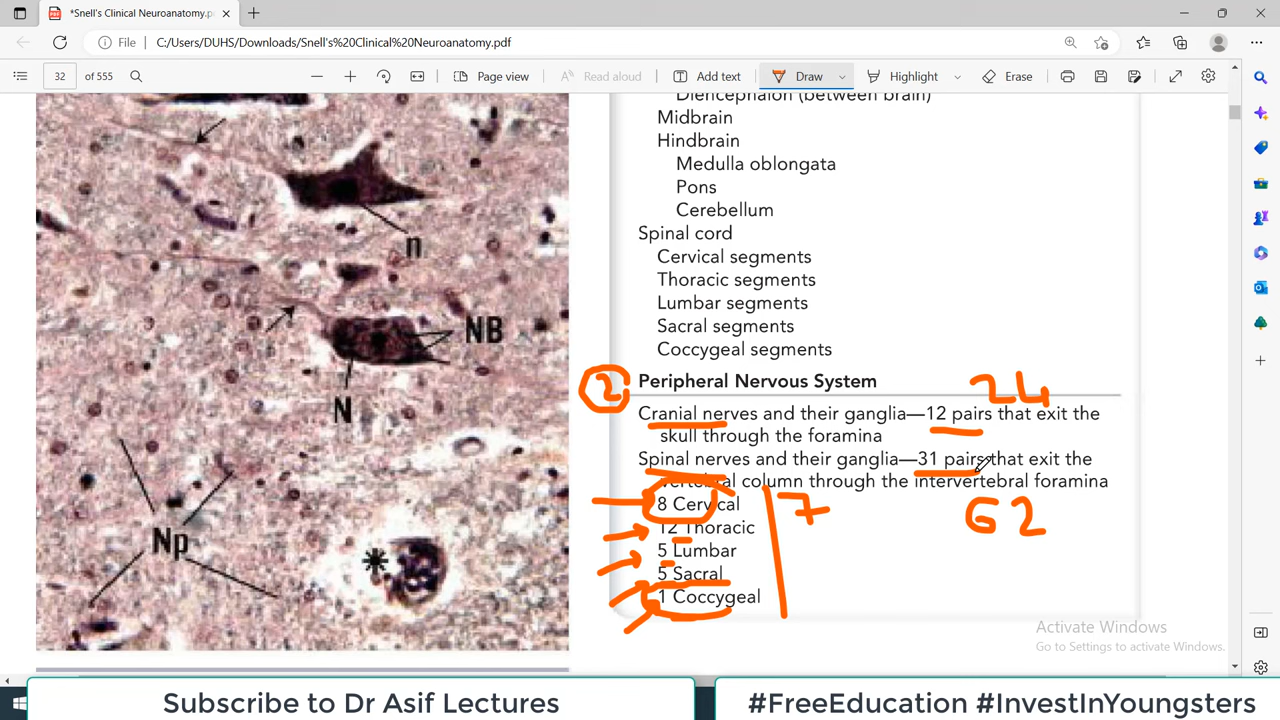 *Snell's Clinical Neuroanatomy.p
File
C:/Users/DUHS/Downloads/Snell's%20Clinical%20Neuroanatomy.pdf
32 of 555
Page view
Read aloud
Add text
Draw
Highlight
Erase
Diencephalon (between brain)
Midbrain
Hindbrain
Medulla oblongata
Pons
Cerebellum
Spinal cord
Cervical segments
Thoracic segments
Lumbar segments
Sacral segments
Coccygeal segments
2 Peripheral Nervous System
24
Cranial nerves and their ganglia—12 pairs that exit the
skull through the foramina
Spinal nerves and their ganglia—31 pairs that exit the
vertebral column through the intervertebral foramina
8 Cervical
7
62
12 Thoracic
5 Lumbar
5 Sacral
1 Coccygeal
n
NB
N
Np
*
Activate Windows
Go to Settings to activate Windows.
Subscribe to Dr Asif Lectures
#FreeEducation #InvestInYoungsters